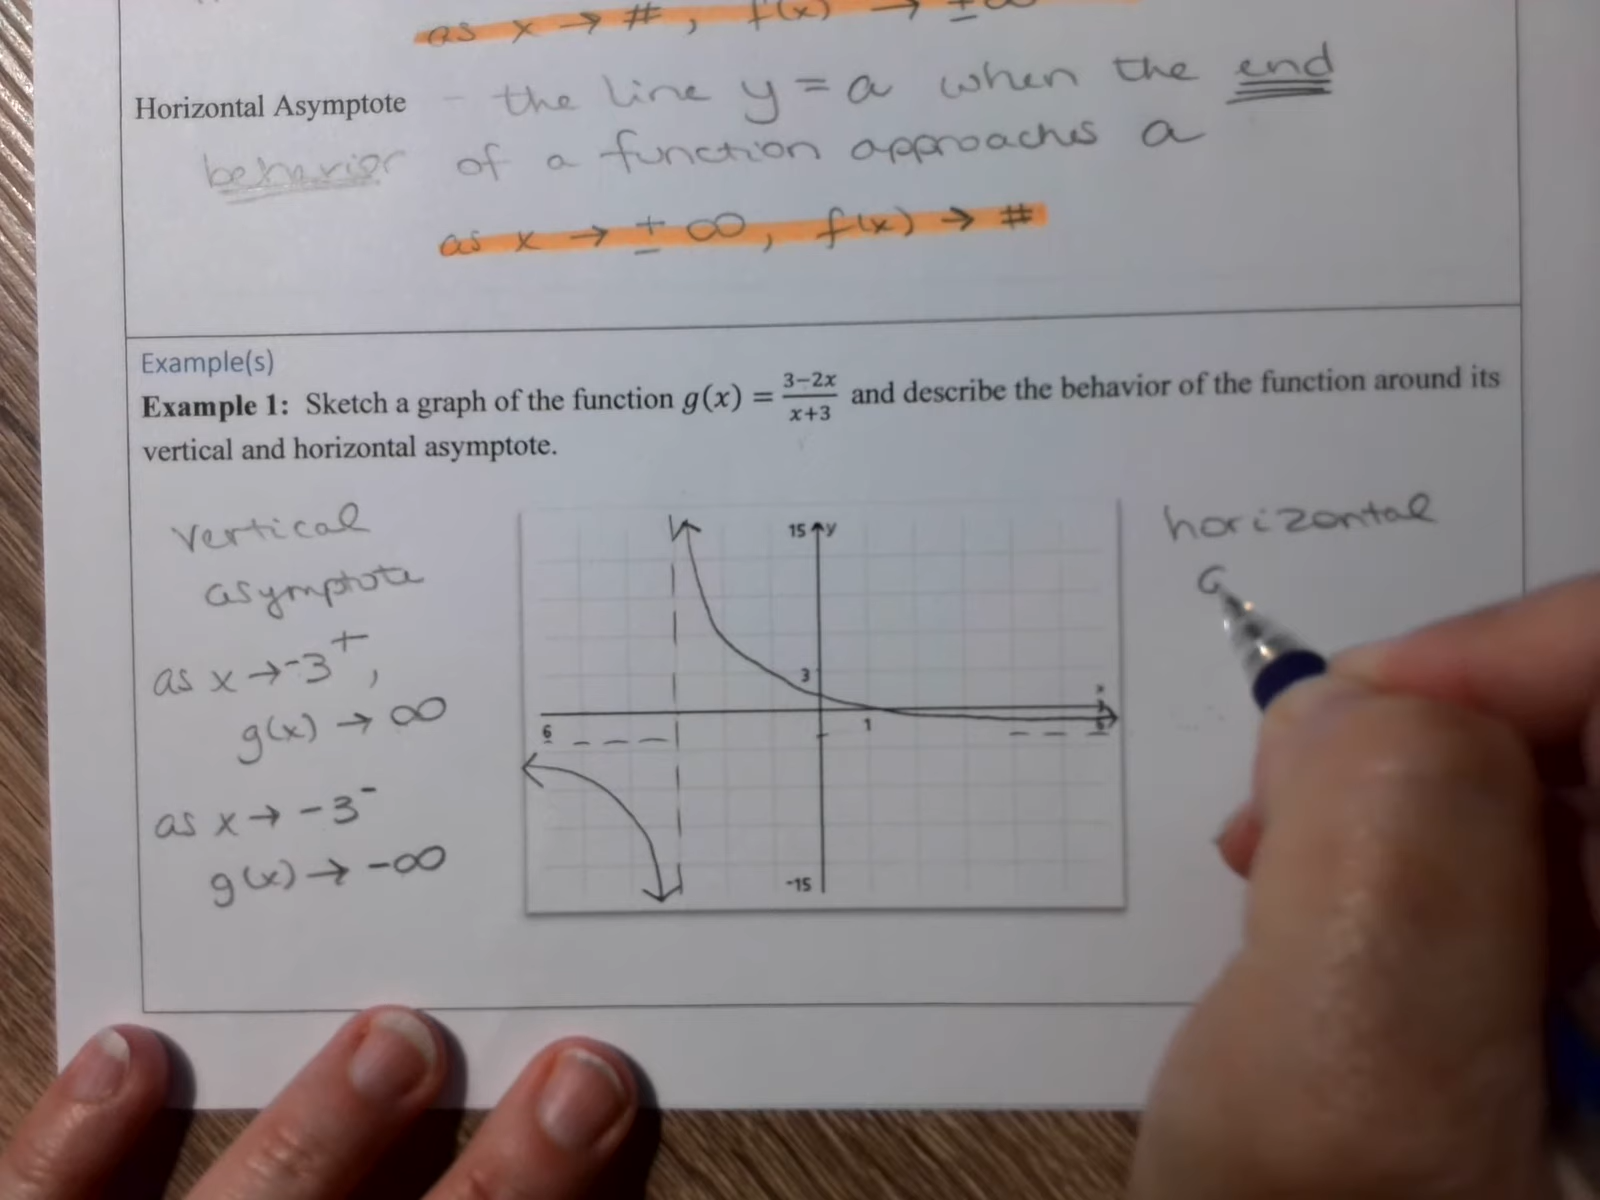 as x → #, f(x) → ±∞
Horizontal Asymptote - the line y = a when the end
behavior of a function approaches a
as x → ± ∞, f(x) → #
Example(s)
Example 1: Sketch a graph of the function g(x) = 3−2x / x+3 and describe the behavior of the function around its
vertical and horizontal asymptote.
vertical
asymptote
as x → -3⁺,
g(x) → ∞
as x → -3⁻
g(x) → -∞
15 y
3
x
6 1 6
-15
horizontal
a